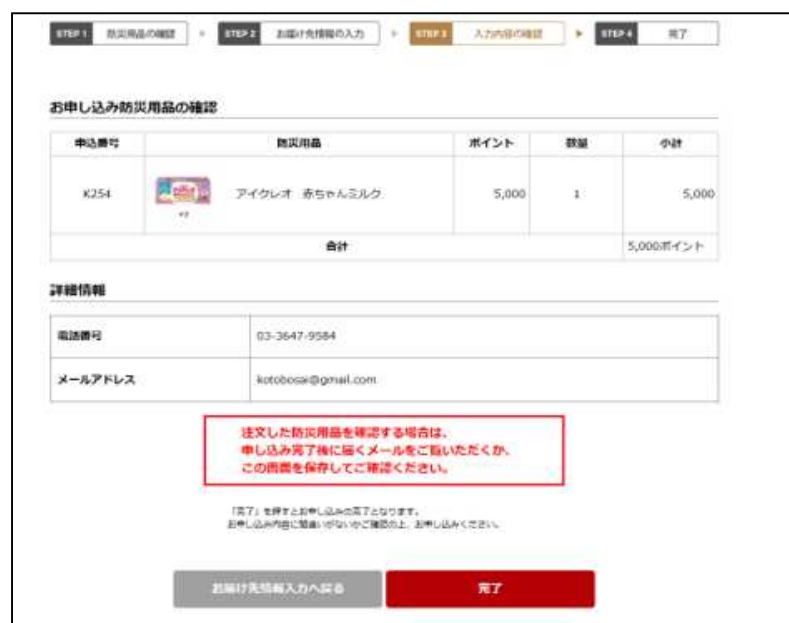 STEP 1 防災用品の確認 STEP 2 お届け先情報の入力 STEP 3 入力内容の確認 STEP 4 完了
お申し込み防災用品の確認
申込番号 防災用品 ポイント 数量 小計
K254 アイクレオ 赤ちゃんミルク 5,000 1 5,000
合計 5,000ポイント
詳細情報
電話番号 03-3647-9584
メールアドレス kotobosai@gmail.com
注文した防災用品を確認する場合は、
申し込み完了後に届くメールをご覧いただくか、
この画面を保存してご確認ください。
「完了」を押すとお申し込みの完了となります。
お申し込み内容に間違いがないかご確認の上、お申し込みください。
お届け先情報入力へ戻る 完了